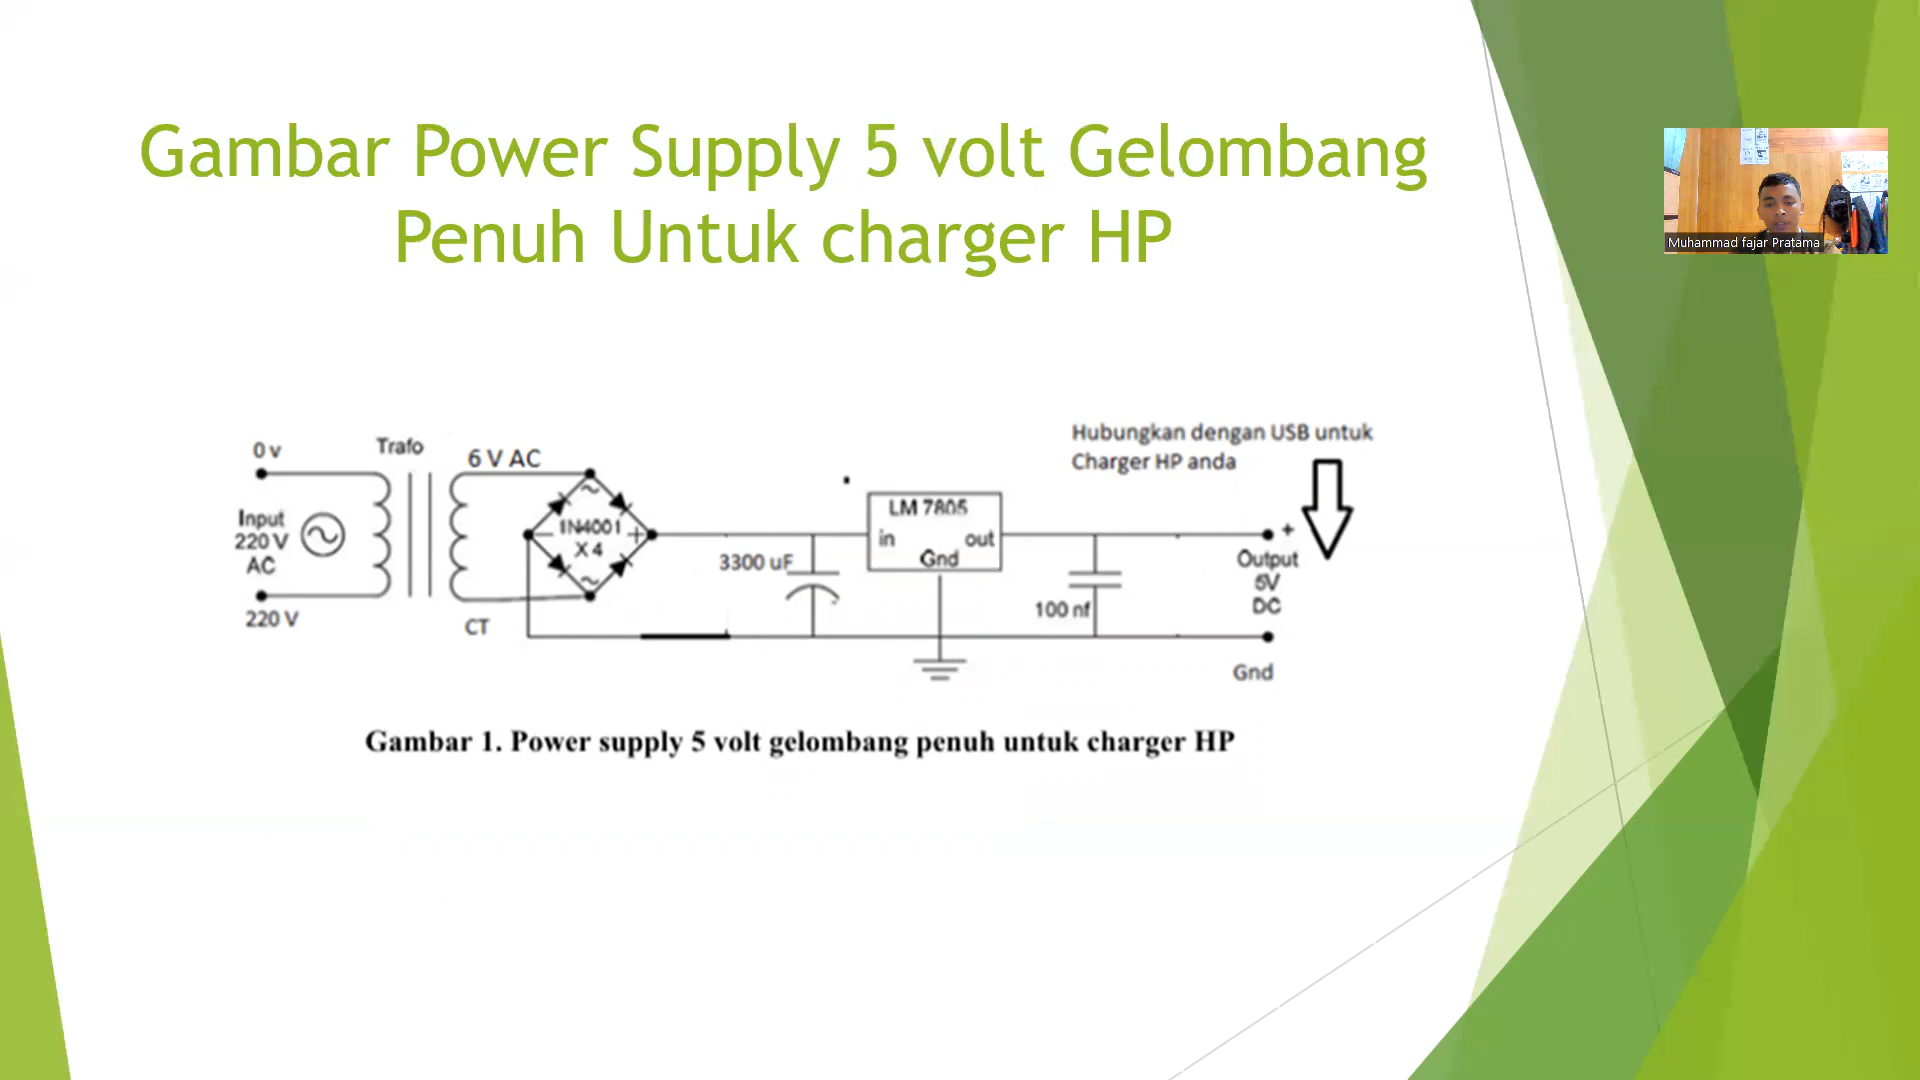 Gambar Power Supply 5 volt Gelombang
Penuh Untuk charger HP
Muhammad fajar Pratama
Hubungkan dengan USB untuk
Charger HP anda
0 v
Trafo
6 V AC
Input
220 V
AC
220 V
CT
1N4001
X 4
3300 uF
LM 7805
in
out
Gnd
100 nf
+
Output
5V
DC
Gnd
Gambar 1. Power supply 5 volt gelombang penuh untuk charger HP